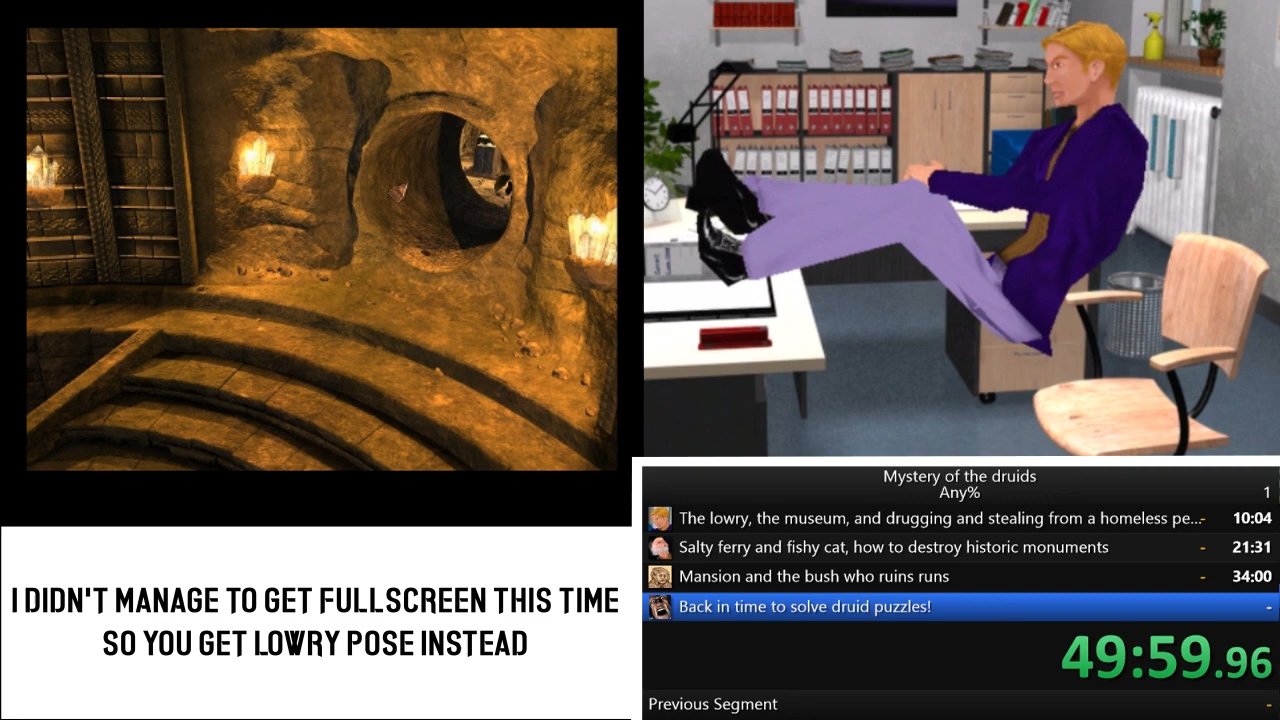 I DIDN'T MANAGE TO GET FULLSCREEN THIS TIME
SO YOU GET LOWRY POSE INSTEAD
Mystery of the druids
Any%
1
The lowry, the museum, and drugging and stealing from a homeless pe...- 10:04
Salty ferry and fishy cat, how to destroy historic monuments - 21:31
Mansion and the bush who ruins runs - 34:00
Back in time to solve druid puzzles! -
49:59.96
Previous Segment -